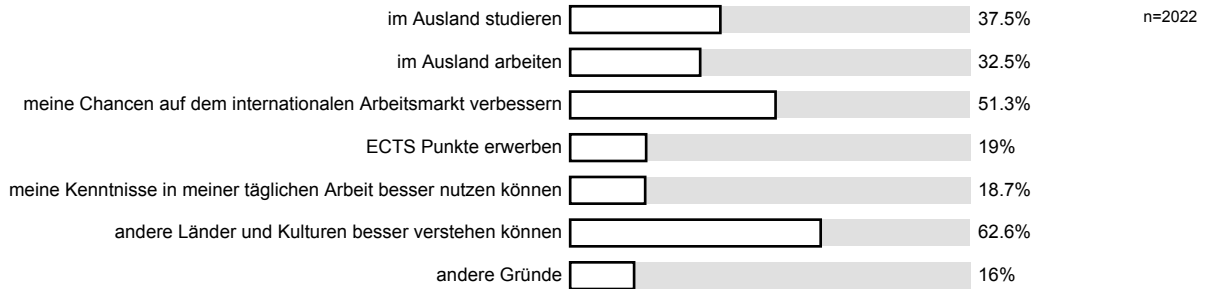 im Ausland studieren 37.5% n=2022
im Ausland arbeiten 32.5%
meine Chancen auf dem internationalen Arbeitsmarkt verbessern 51.3%
ECTS Punkte erwerben 19%
meine Kenntnisse in meiner täglichen Arbeit besser nutzen können 18.7%
andere Länder und Kulturen besser verstehen können 62.6%
andere Gründe 16%